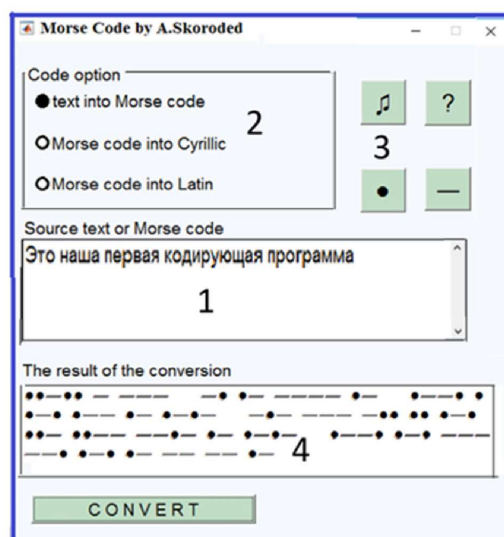 Morse Code by A.Skoroded
Code option
text into Morse code
2
Morse code into Cyrillic
Morse code into Latin
♫ ?
3
• —
Source text or Morse code
Это наша первая кодирующая программа
1
The result of the conversion
••—•• — ——— —• •— ———— •— •——• •
•—• •—— •— •—•— —•— ——— —•• •• •—•
••— ••—— ——•— •— •—•— •——• •—• ———
——• •—• •— —— —— •—
4
CONVERT